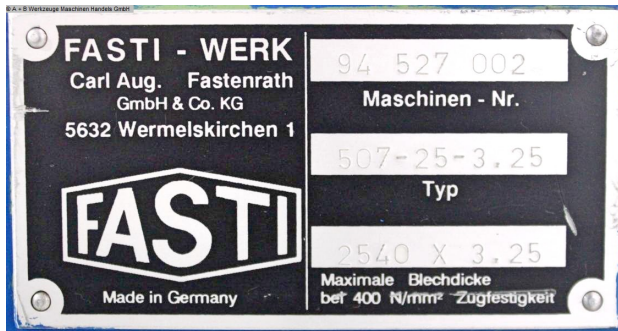 © A + B Werkzeuge Maschinen Handels GmbH
FASTI - WERK
Carl Aug. Fastenrath
GmbH & Co. KG
5632 Wermelskirchen 1
FASTI
Made in Germany
94 527 002
Maschinen - Nr.
507-25-3.25
Typ
2540 X 3.25
Maximale Blechdicke
bei 400 N/mm² Zugfestigkeit